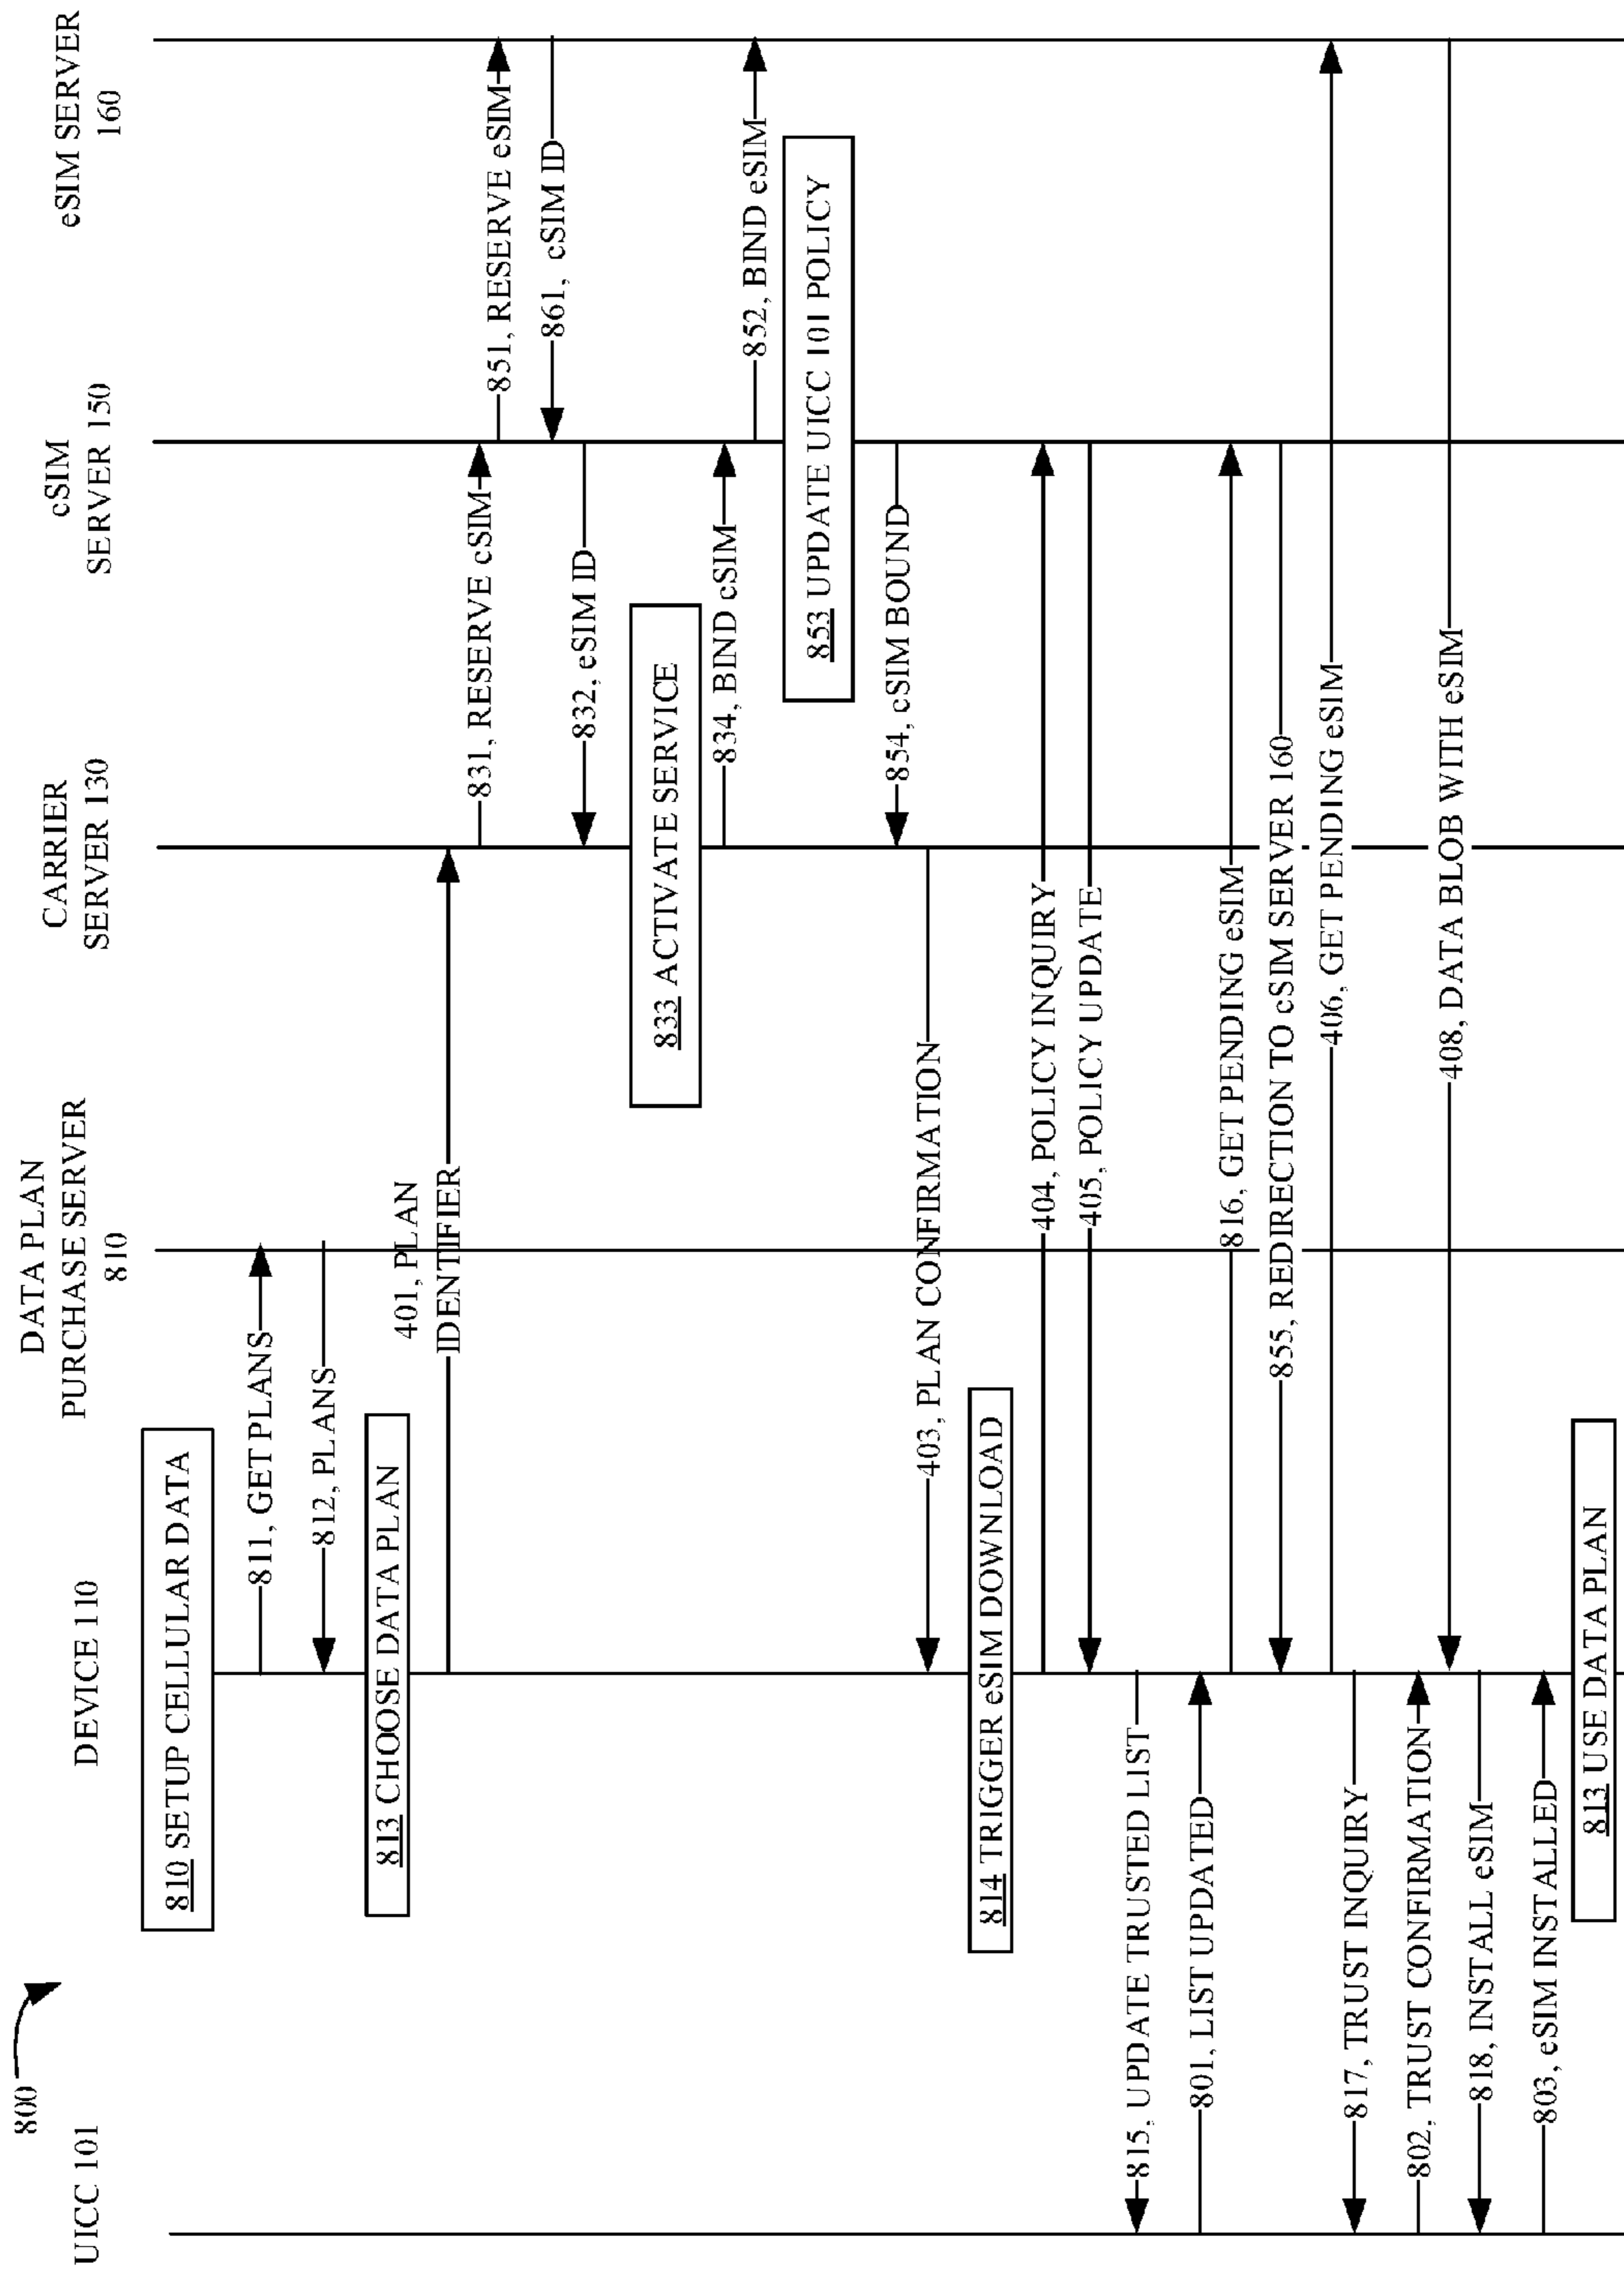 800
UICC 101
DEVICE 110
DATA PLAN
PURCHASE SERVER
810
CARRIER
SERVER 130
cSIM
SERVER 150
eSIM SERVER
160
810 SETUP CELLULAR DATA
811, GET PLANS
812, PLANS
813 CHOOSE DATA PLAN
401, PLAN
IDENTIFIER
831, RESERVE cSIM
851, RESERVE eSIM
861, cSIM ID
832, eSIM ID
833 ACTIVATE SERVICE
834, BIND cSIM
852, BIND eSIM
853 UPDATE UICC 101 POLICY
854, cSIM BOUND
403, PLAN CONFIRMATION
814 TRIGGER eSIM DOWNLOAD
404, POLICY INQUIRY
405, POLICY UPDATE
815, UPDATE TRUSTED LIST
801, LIST UPDATED
816, GET PENDING eSIM
855, REDIRECTION TO cSIM SERVER 160
406, GET PENDING eSIM
817, TRUST INQUIRY
802, TRUST CONFIRMATION
408, DATA BLOB WITH eSIM
818, INSTALL eSIM
803, eSIM INSTALLED
813 USE DATA PLAN